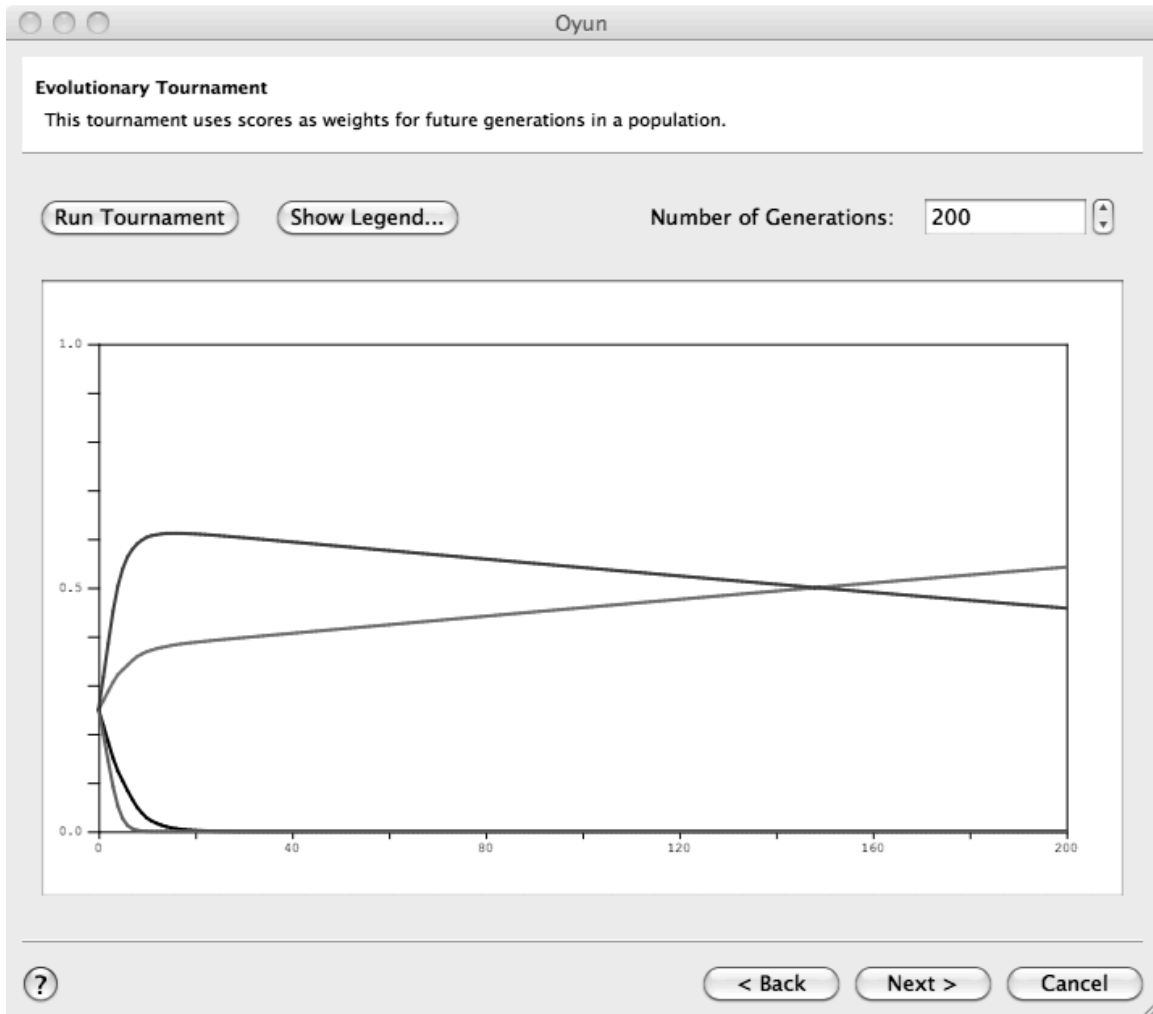 Oyun
Evolutionary Tournament
This tournament uses scores as weights for future generations in a population.
Run Tournament Show Legend... Number of Generations: 200
1.0
0.5
0.0
0 40 80 120 160 200
? < Back Next > Cancel